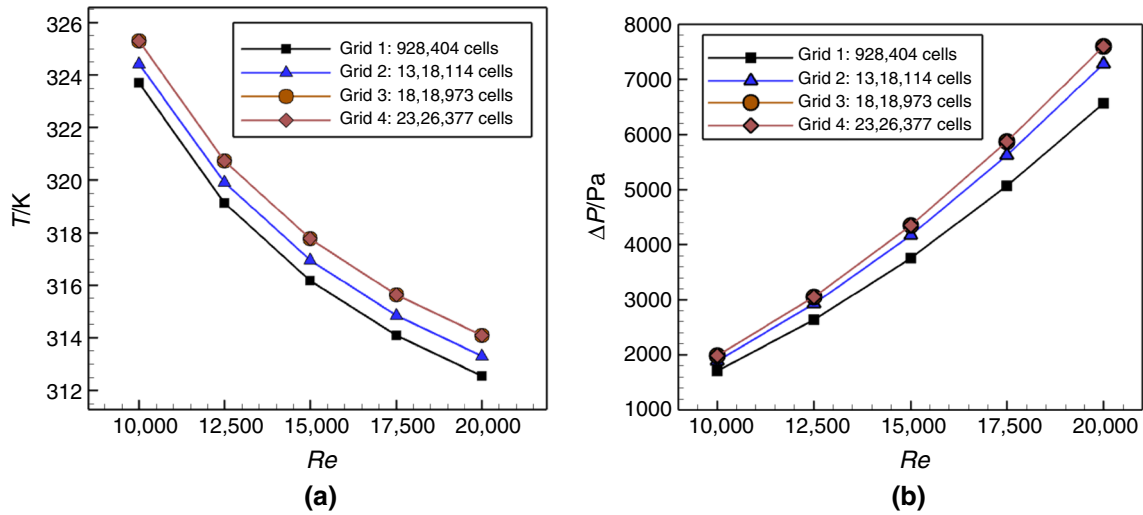 326
324
322
320
318
316
314
312
T/K
Grid 1: 928,404 cells
Grid 2: 13,18,114 cells
Grid 3: 18,18,973 cells
Grid 4: 23,26,377 cells
10,000 12,500 15,000 17,500 20,000
Re
(a)
8000
7000
6000
5000
4000
3000
2000
1000
ΔP/Pa
Grid 1: 928,404 cells
Grid 2: 13,18,114 cells
Grid 3: 18,18,973 cells
Grid 4: 23,26,377 cells
10,000 12,500 15,000 17,500 20,000
Re
(b)